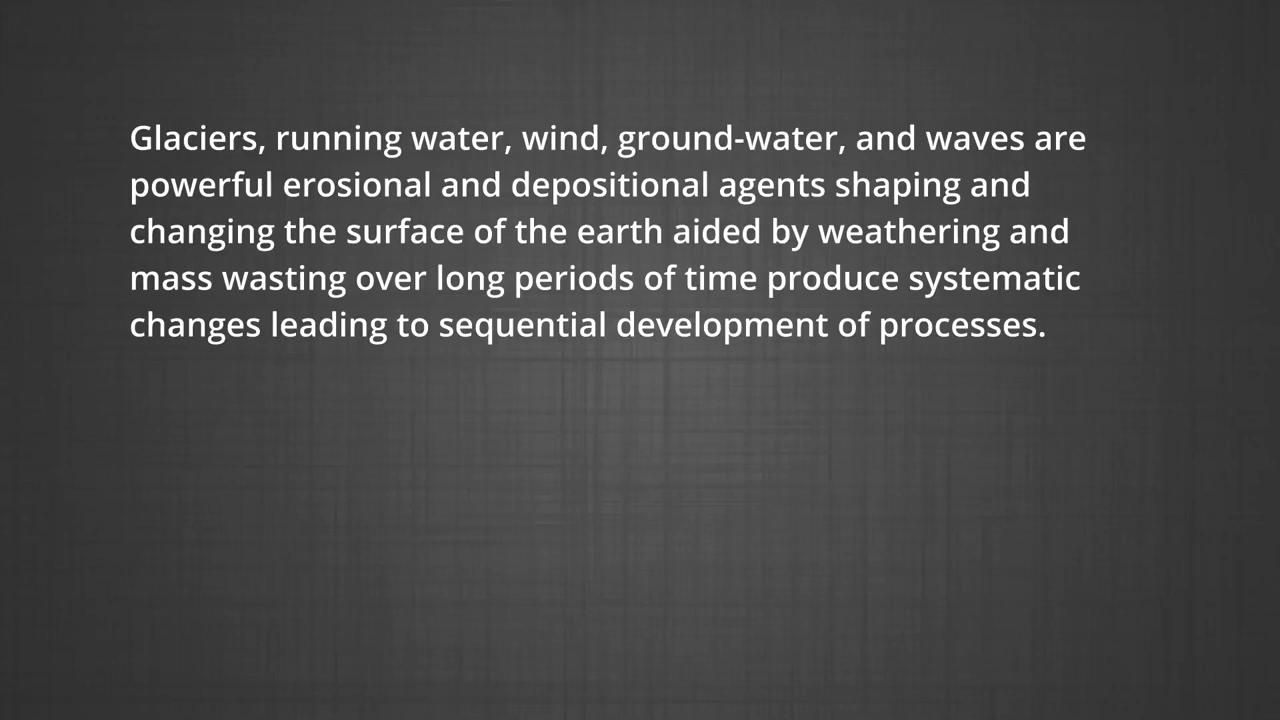 Glaciers, running water, wind, ground-water, and waves are
powerful erosional and depositional agents shaping and
changing the surface of the earth aided by weathering and
mass wasting over long periods of time produce systematic
changes leading to sequential development of processes.